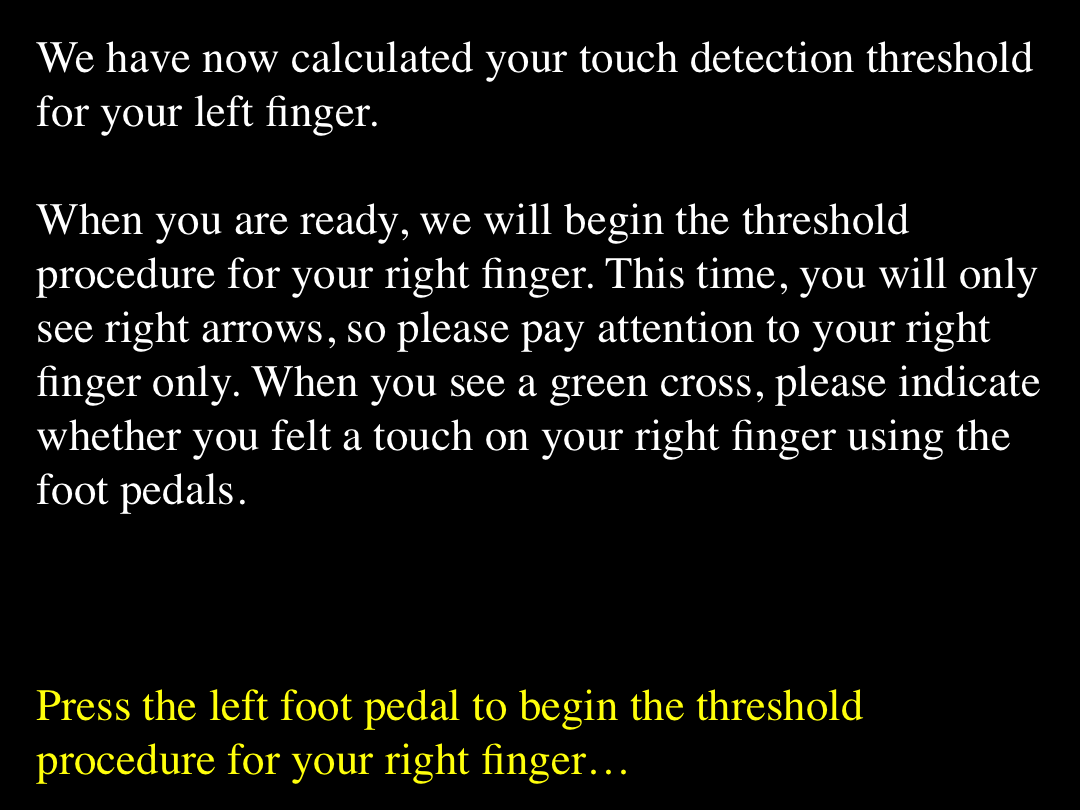 We have now calculated your touch detection threshold
for your left finger.
When you are ready, we will begin the threshold
procedure for your right finger. This time, you will only
see right arrows, so please pay attention to your right
finger only. When you see a green cross, please indicate
whether you felt a touch on your right finger using the
foot pedals.
Press the left foot pedal to begin the threshold
procedure for your right finger…